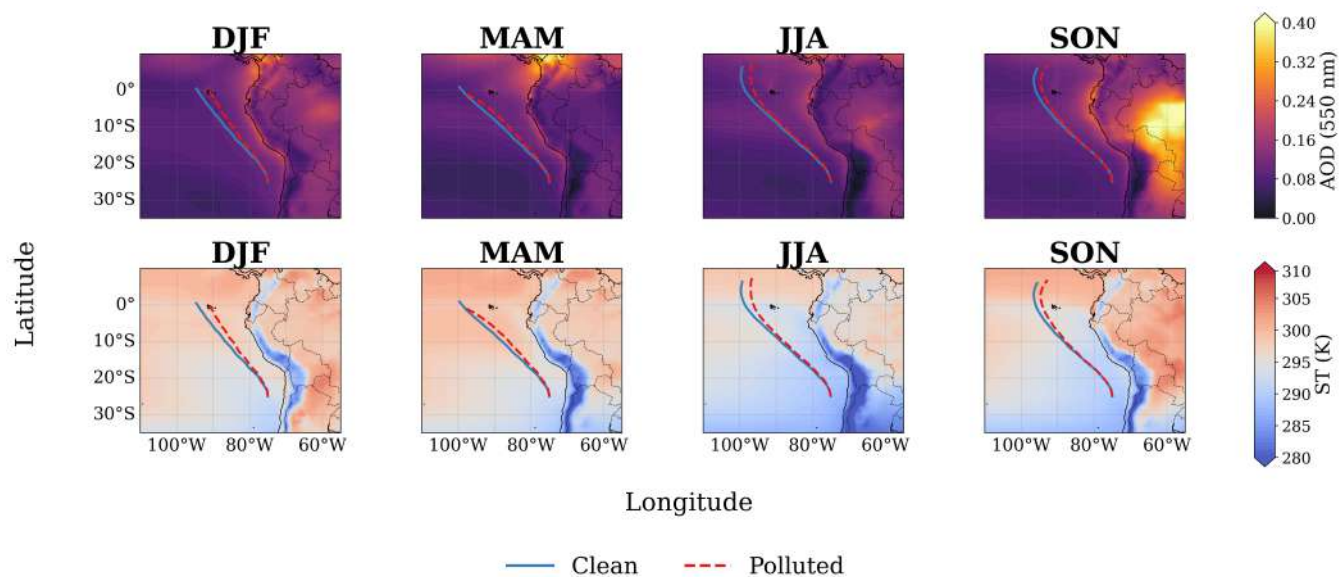 DJF MAM JJA SON
0°
10°S
20°S
30°S
0.40
0.32
0.24
0.16
0.08
0.00
AOD (550 nm)
DJF MAM JJA SON
0°
10°S
20°S
30°S
310
305
300
295
290
285
280
ST (K)
Latitude
100°W 80°W 60°W 100°W 80°W 60°W 100°W 80°W 60°W 100°W 80°W 60°W
Longitude
Clean Polluted